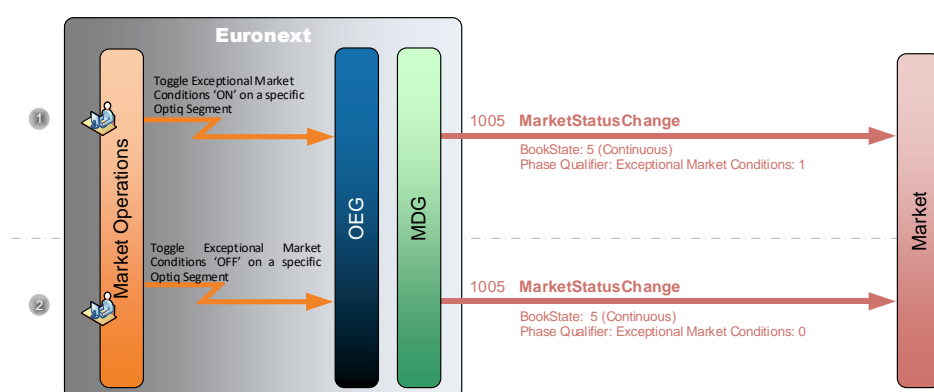 Euronext
Market Operations
OEG
MDG
Market
1
Toggle Exceptional Market
Conditions ‘ON’ on a specific
Optiq Segment
1005 MarketStatusChange
BookState: 5 (Continuous)
Phase Qualifier: Exceptional Market Conditions: 1
2
Toggle Exceptional Market
Conditions ‘OFF’ on a specific
Optiq Segment
1005 MarketStatusChange
BookState: 5 (Continuous)
Phase Qualifier: Exceptional Market Conditions: 0